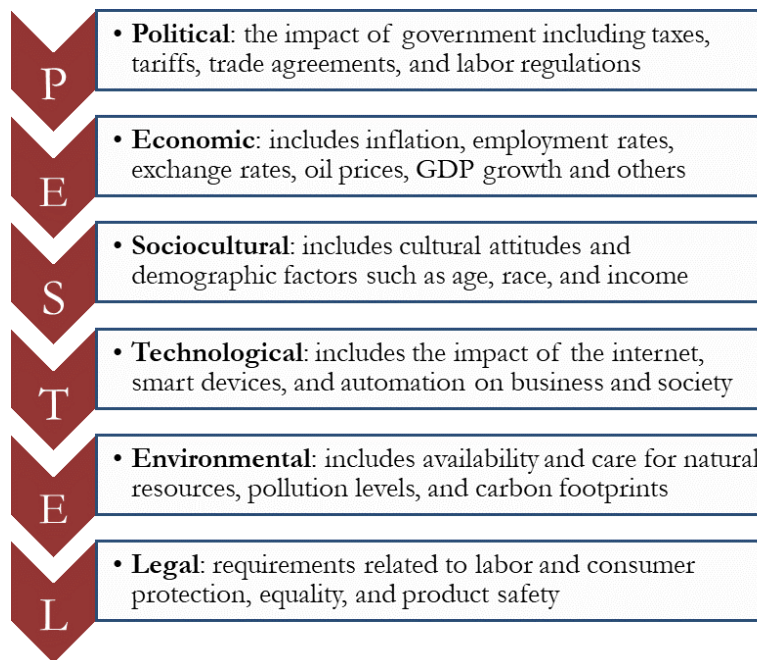 P
• Political: the impact of government including taxes,
tariffs, trade agreements, and labor regulations
E
• Economic: includes inflation, employment rates,
exchange rates, oil prices, GDP growth and others
S
• Sociocultural: includes cultural attitudes and
demographic factors such as age, race, and income
T
• Technological: includes the impact of the internet,
smart devices, and automation on business and society
E
• Environmental: includes availability and care for natural
resources, pollution levels, and carbon footprints
L
• Legal: requirements related to labor and consumer
protection, equality, and product safety